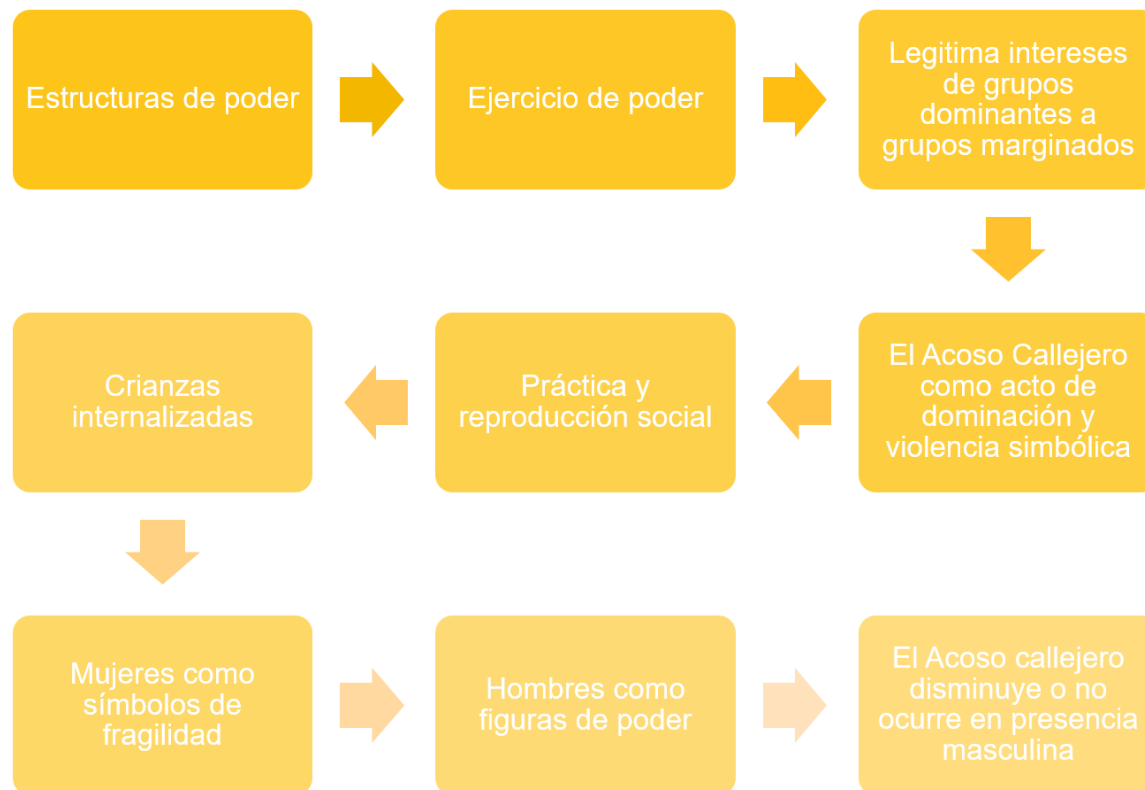 Estructuras de poder
Ejercicio de poder
Legitima intereses
de grupos
dominantes a
grupos marginados
El Acoso Callejero
como acto de
dominación y
violencia simbólica
Práctica y
reproducción social
Crianzas
internalizadas
Mujeres como
símbolos de
fragilidad
Hombres como
figuras de poder
El Acoso callejero
disminuye o no
ocurre en presencia
masculina